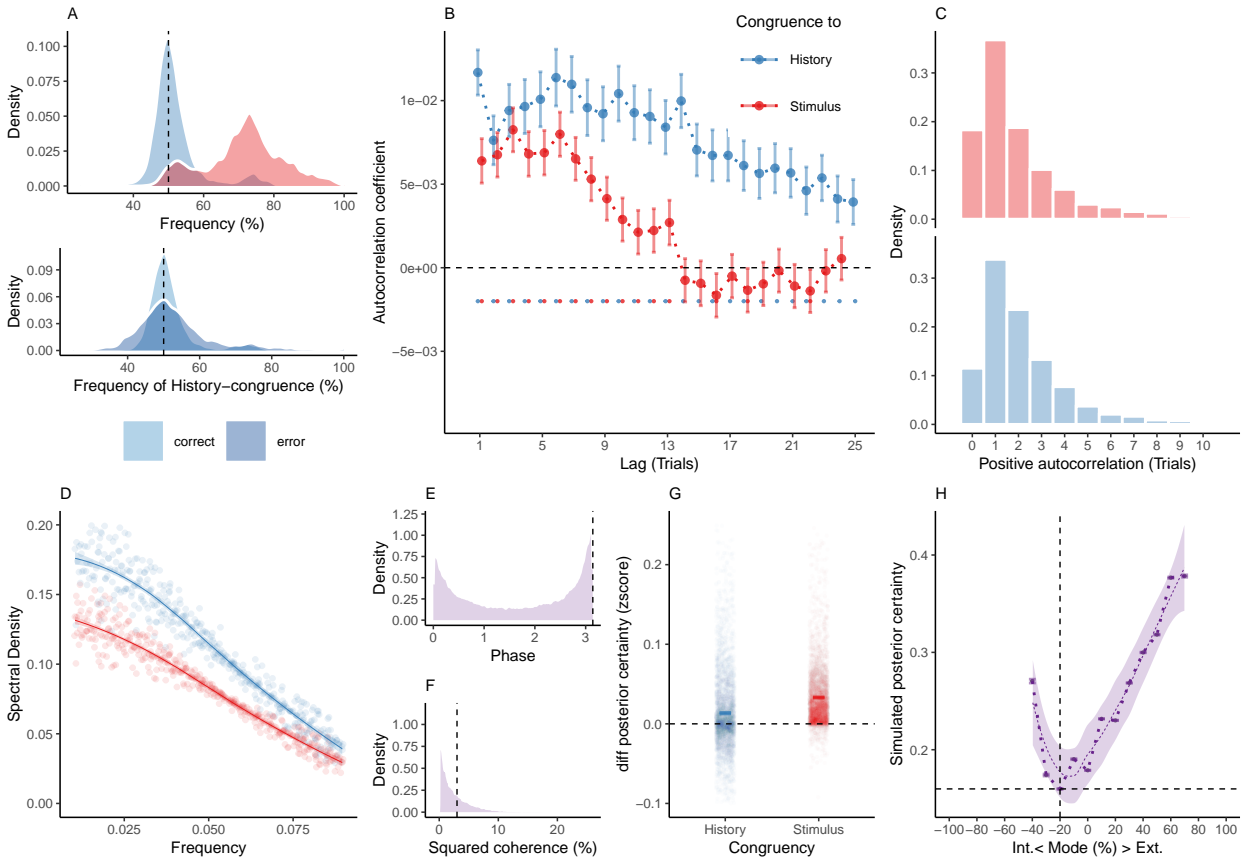 A
0.100
0.075
0.050
0.025
0.000
Density
40 60 80 100
Frequency (%)
0.09
0.06
0.03
0.00
Density
40 60 80 100
Frequency of History−congruence (%)
correct error
B
Congruence to
History
Stimulus
1e−02
5e−03
0e+00
−5e−03
Autocorrelation coefficient
1 5 9 13 17 21 25
Lag (Trials)
C
0.3
0.2
0.1
0.0
Density
0.3
0.2
0.1
0.0
Density
0 1 2 3 4 5 6 7 8 9 10
Positive autocorrelation (Trials)
D
0.20
0.15
0.10
0.05
0.00
Spectral Density
0.025 0.050 0.075
Frequency
E
1.25
1.00
0.75
0.50
0.25
0.00
Density
0 1 2 3
Phase
F
1.00
0.75
0.50
0.25
0.00
Density
0 10 20
Squared coherence (%)
G
0.2
0.1
0.0
−0.1
diff posterior certainty (zscore)
History Stimulus
Congruency
H
0.4
0.3
0.2
Simulated posterior certainty
−100 −80 −60 −40 −20 0 20 40 60 80 100
Int.< Mode (%) > Ext.